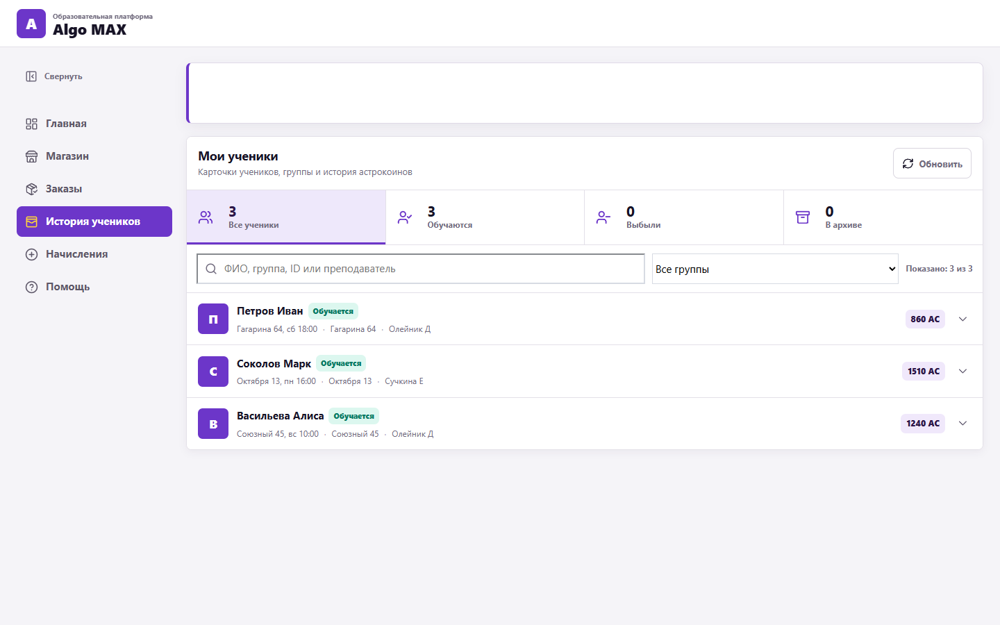 A
Образовательная платформа
Algo MAX
Свернуть
Главная
Магазин
Заказы
История учеников
Начисления
Помощь
Мои ученики
Карточки учеников, группы и история астрокоинов
Обновить
3
Все ученики
3
Обучаются
0
Выбыли
0
В архиве
ФИО, группа, ID или преподаватель
Все группы
Показано: 3 из 3
П
Петров Иван Обучается
Гагарина 64, сб 18:00 · Гагарина 64 · Олейник Д
860 АС
С
Соколов Марк Обучается
Октября 13, пн 16:00 · Октября 13 · Сучкина Е
1510 АС
В
Васильева Алиса Обучается
Союзный 45, вс 10:00 · Союзный 45 · Олейник Д
1240 АС